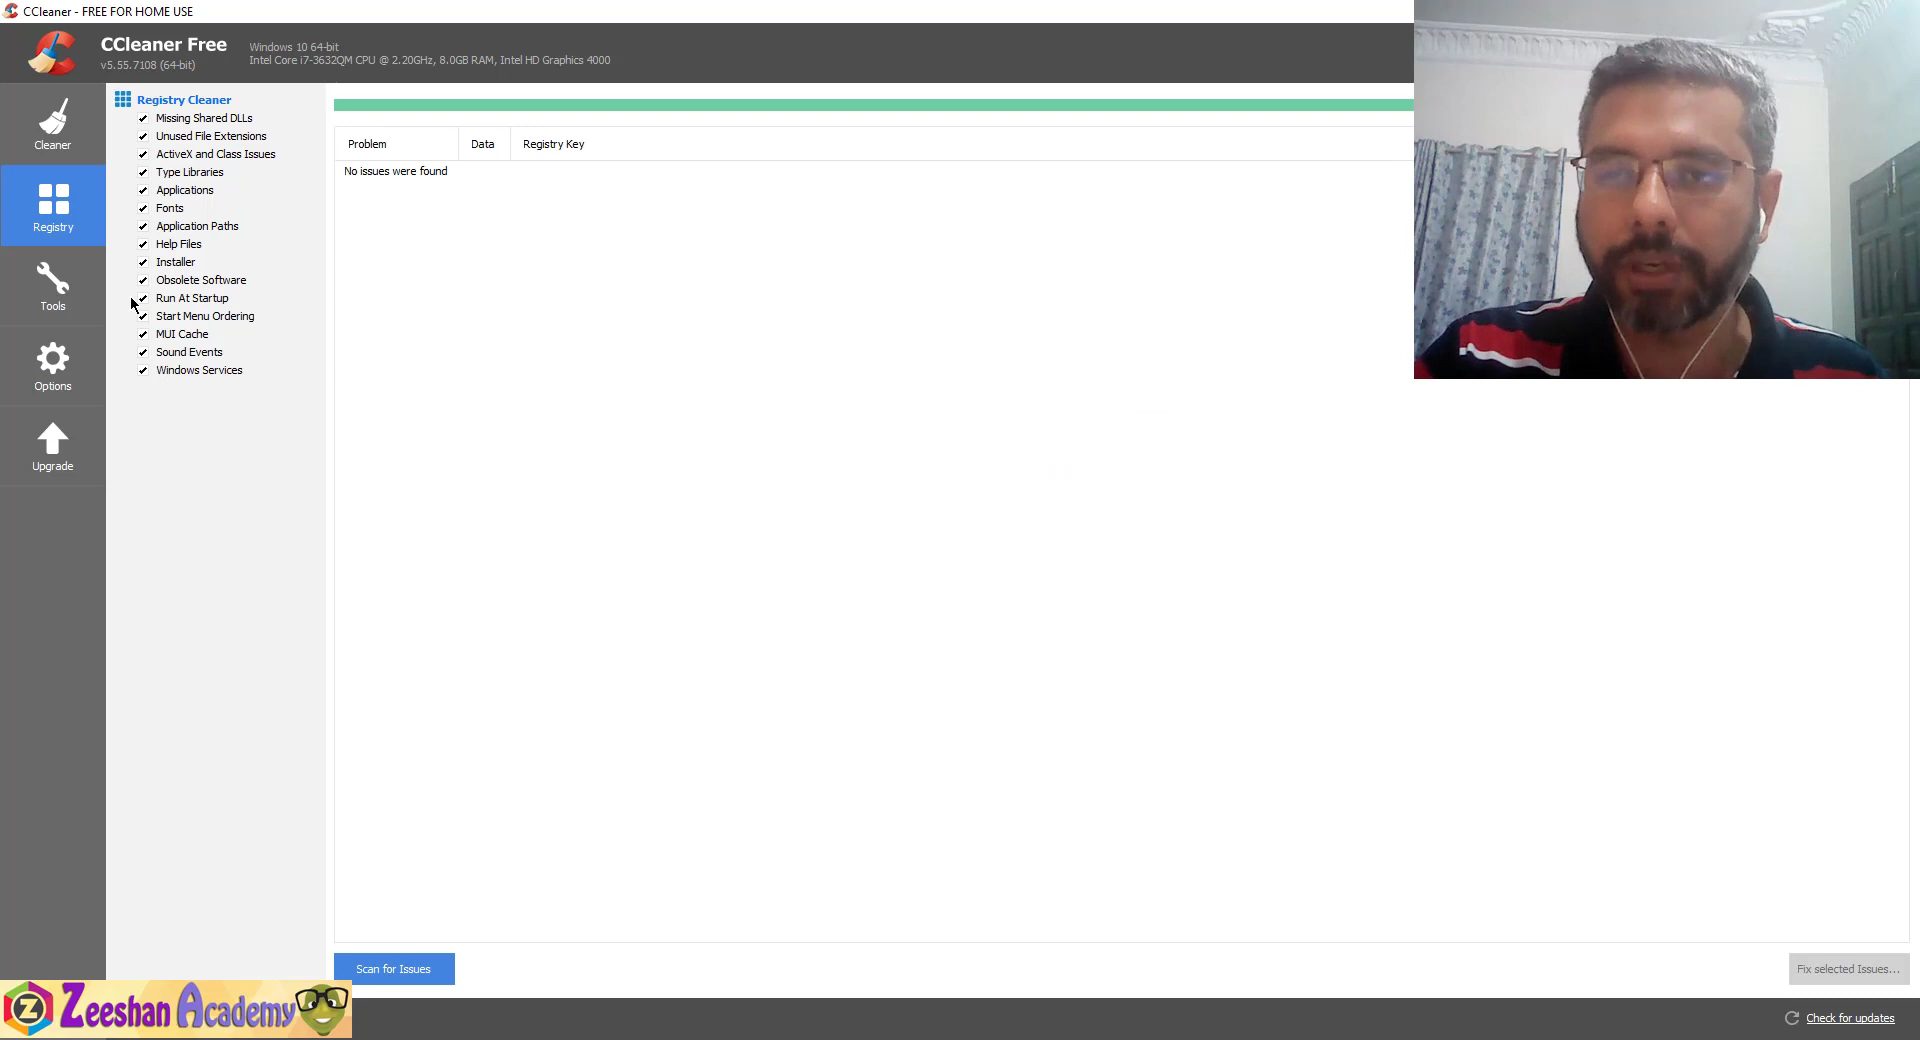 CCleaner - FREE FOR HOME USE
CCleaner Free
v5.55.7108 (64-bit)
Windows 10 64-bit
Intel Core i7-3632QM CPU @ 2.20GHz, 8.0GB RAM, Intel HD Graphics 4000
Cleaner
Registry
Tools
Options
Upgrade
Registry Cleaner
Missing Shared DLLs
Unused File Extensions
ActiveX and Class Issues
Type Libraries
Applications
Fonts
Application Paths
Help Files
Installer
Obsolete Software
Run At Startup
Start Menu Ordering
MUI Cache
Sound Events
Windows Services
Problem
Data
Registry Key
No issues were found
Scan for Issues
Fix selected Issues...
Z Zeeshan Academy
Check for updates